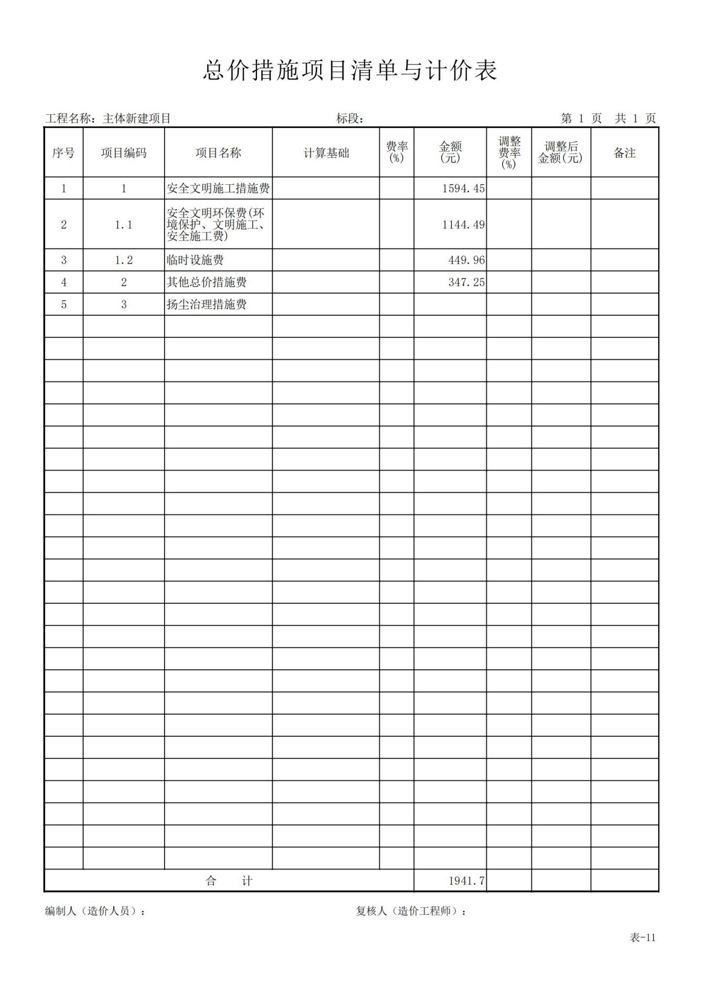 总价措施项目清单与计价表
工程名称：主体新建项目 标段： 第 1 页 共 1 页
序号 项目编码 项目名称 计算基础 费率(%) 金额(元) 调整费率(%) 调整后金额(元) 备注
1 1 安全文明施工措施费 1594.45
2 1.1 安全文明环保费(环境保护、文明施工、安全施工费) 1144.49
3 1.2 临时设施费 449.96
4 2 其他总价措施费 347.25
5 3 扬尘治理措施费
合 计 1941.7
编制人（造价人员）： 复核人（造价工程师）：
表-11